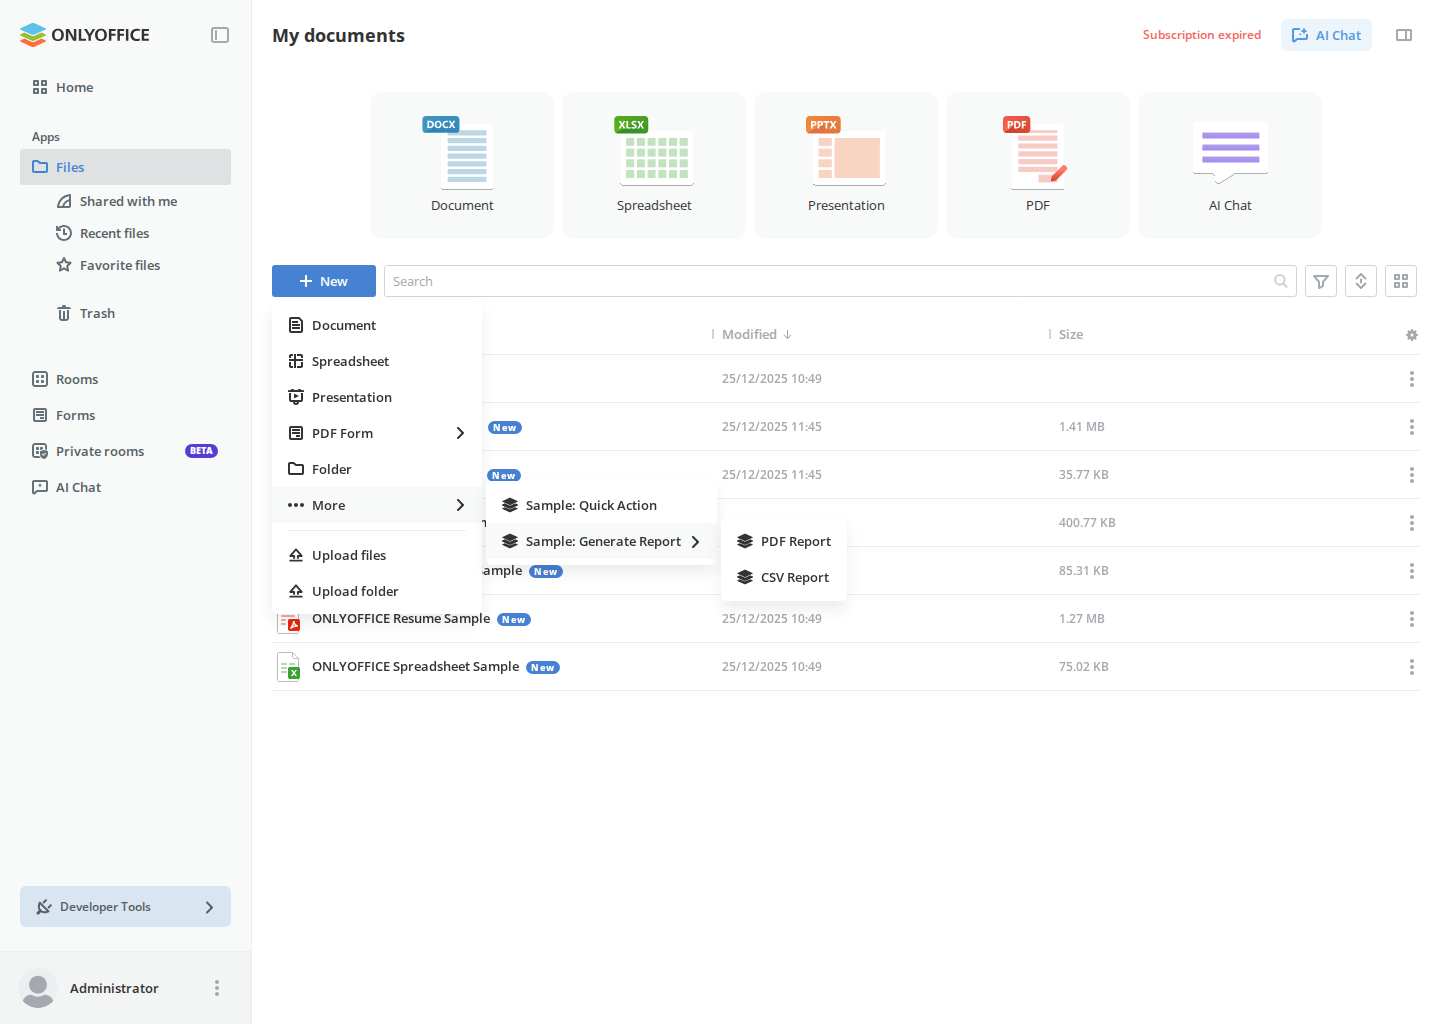 ONLYOFFICE
Home
Apps
Files
Shared with me
Recent files
Favorite files
Trash
Rooms
Forms
Private rooms BETA
AI Chat
Developer Tools
Administrator
My documents
Subscription expired
AI Chat
DOCX
Document
XLSX
Spreadsheet
PPTX
Presentation
PDF
PDF
AI Chat
New
Search
Document
Spreadsheet
Presentation
PDF Form
Folder
More
Upload files
Upload folder
Sample: Quick Action
Sample: Generate Report
PDF Report
CSV Report
Modified Size
25/12/2025 10:49
New 25/12/2025 11:45 1.41 MB
New 25/12/2025 11:45 35.77 KB
400.77 KB
Sample New 85.31 KB
ONLYOFFICE Resume Sample New 25/12/2025 10:49 1.27 MB
ONLYOFFICE Spreadsheet Sample New 25/12/2025 10:49 75.02 KB